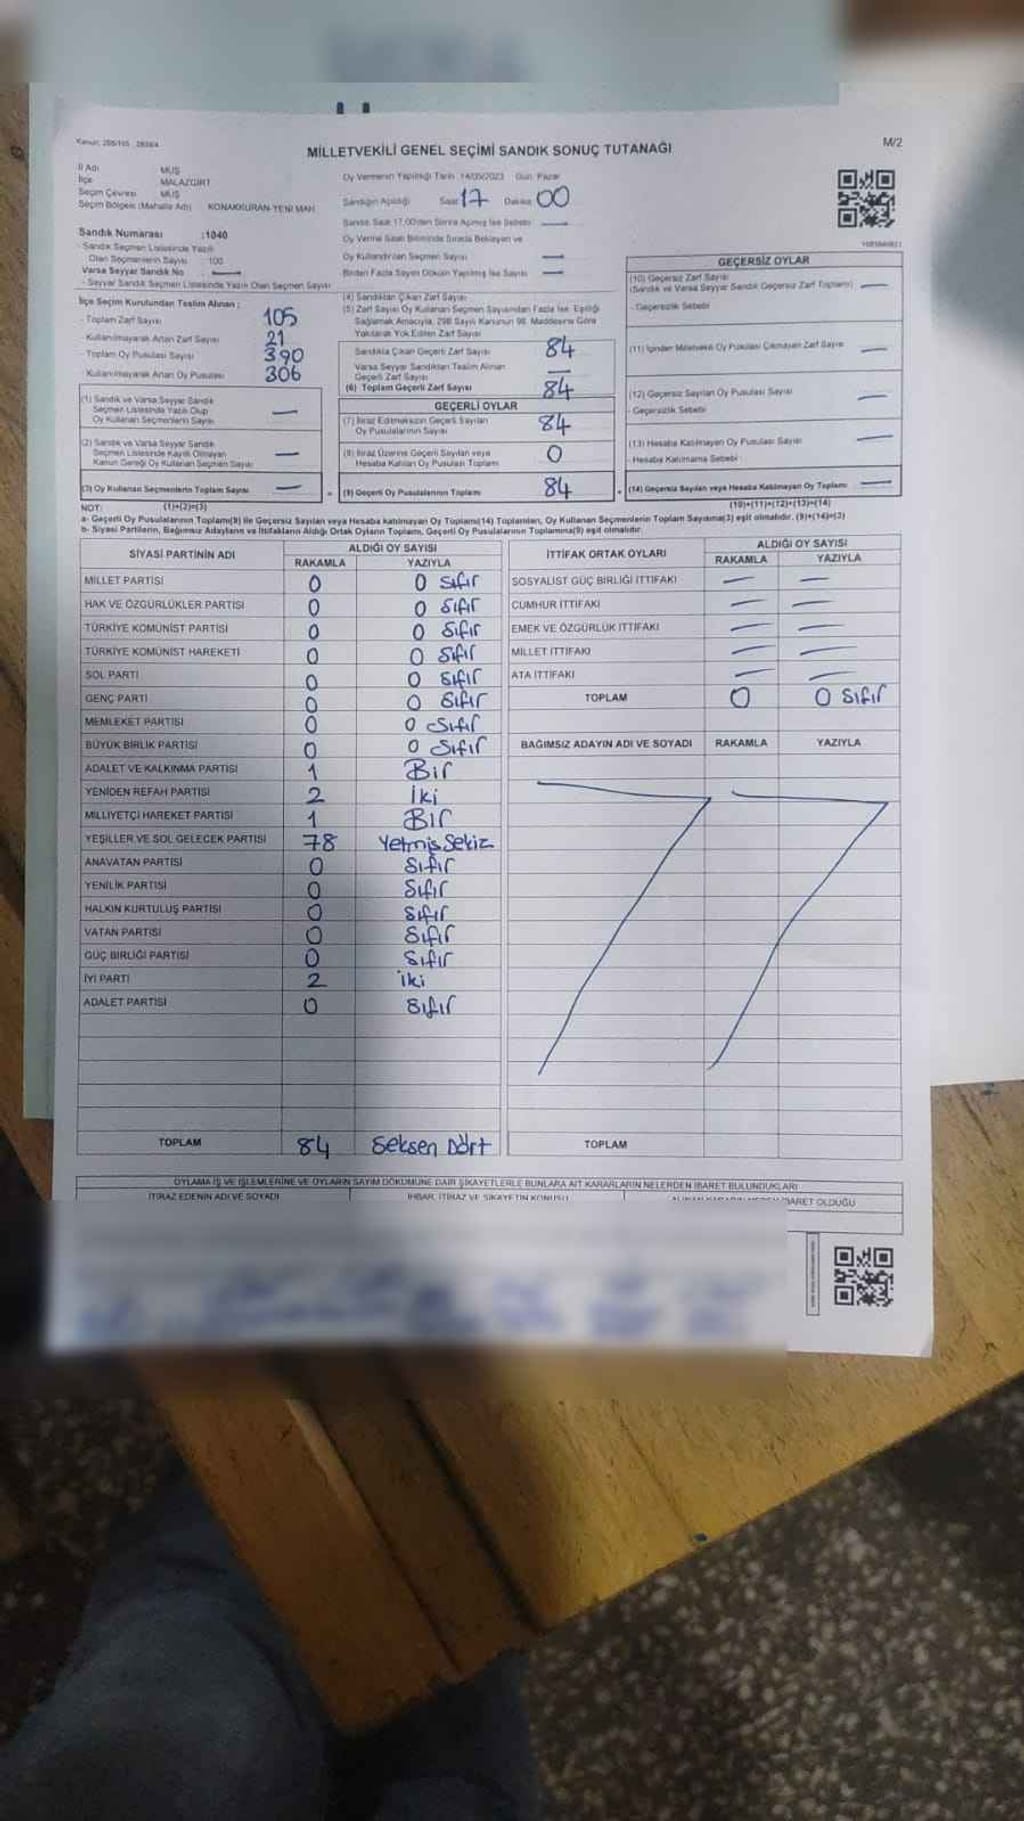 Kanun: 298/105 2839/4
M/2
MİLLETVEKİLİ GENEL SEÇİMİ SANDIK SONUÇ TUTANAĞI
İl Adı MUŞ
İlçe MALAZGİRT
Seçim Çevresi MUŞ
Seçim Bölgesi (Mahalle Adı) KONAKKURAN-YENİ MAH
Sandık Numarası :1040
- Sandık Seçmen Listesinde Yazılı
Olan Seçmenlerin Sayısı : 100
Varsa Seyyar Sandık No —
- Seyyar Sandık Seçmen Listesinde Yazılı Olan Seçmen Sayısı
İlçe Seçim Kurulundan Teslim Alınan :
- Toplam Zarf Sayısı 105
- Kullanılmayarak Artan Zarf Sayısı 21
- Toplam Oy Pusulası Sayısı 390
- Kullanılmayarak Artan Oy Pusulası 306
(1) Sandık ve Varsa Seyyar Sandık
Seçmen Listesinde Yazılı Olup
Oy Kullanan Seçmenlerin Sayısı —
(2) Sandık ve Varsa Seyyar Sandık
Seçmen Listesinde Kayıtlı Olmayan
Kanun Gereği Oy Kullanan Seçmen Sayısı —
(3) Oy Kullanan Seçmenlerin Toplam Sayısı —
Oy Vermenin Yapıldığı Tarih 14/05/2023 Gün: Pazar
Sandığın Açıldığı Saat 17 Dakika 00
Sandık Saat 17.00'den Sonra Açılmış İse Sebebi —
Oy Verme Saati Bitiminde Sırada Bekleyen ve
Oy Kullandırılan Seçmen Sayısı —
Birden Fazla Sayım Döküm Yapılmış İse Sayısı —
(4) Sandıktan Çıkan Zarf Sayısı
(5) Zarf Sayısı Oy Kullanan Seçmen Sayısından Fazla İse, Eşitliği
Sağlamak Amacıyla, 298 Sayılı Kanunun 98. Maddesine Göre
Yakılarak Yok Edilen Zarf Sayısı
Sandıkta Çıkan Geçerli Zarf Sayısı 84
Varsa Seyyar Sandıktan Teslim Alınan
Geçerli Zarf Sayısı —
(6) Toplam Geçerli Zarf Sayısı 84
GEÇERLİ OYLAR
(7) İtiraz Edilmeksizin Geçerli Sayılan
Oy Pusulalarının Sayısı 84
(8) İtiraz Üzerine Geçerli Sayılan veya
Hesaba Katılan Oy Pusulası Toplamı 0
= (9) Geçerli Oy Pusulalarının Toplamı 84
GEÇERSİZ OYLAR
(10) Geçersiz Zarf Sayısı
(Sandık ve Varsa Seyyar Sandık Geçersiz Zarf Toplamı) —
- Geçersizlik Sebebi
(11) İçinden Milletvekili Oy Pusulası Çıkmayan Zarf Sayısı —
(12) Geçersiz Sayılan Oy Pusulası Sayısı —
- Geçersizlik Sebebi
(13) Hesaba Katılmayan Oy Pusulası Sayısı —
- Hesaba Katılmama Sebebi
+ (14) Geçersiz Sayılan veya Hesaba Katılmayan Oy Toplamı —
NOT: (1)+(2)=(3)
(10)+(11)+(12)+(13)=(14)
a- Geçerli Oy Pusulalarının Toplamı(9) ile Geçersiz Sayılan veya Hesaba katılmayan Oy Toplamı(14) Toplamları, Oy Kullanan Seçmenlerin Toplam Sayısına(3) eşit olmalıdır. (9)+(14)=(3)
b- Siyasi Partilerin, Bağımsız Adayların ve İttifakların Aldığı Ortak Oyların Toplamı, Geçerli Oy Pusulalarının Toplamına(9) eşit olmalıdır.
SİYASİ PARTİNİN ADI ALDIĞI OY SAYISI
RAKAMLA YAZIYLA
MİLLET PARTİSİ 0 0 Sıfır
HAK VE ÖZGÜRLÜKLER PARTİSİ 0 0 Sıfır
TÜRKİYE KOMÜNİST PARTİSİ 0 0 Sıfır
TÜRKİYE KOMÜNİST HAREKETİ 0 0 Sıfır
SOL PARTİ 0 0 Sıfır
GENÇ PARTİ 0 0 Sıfır
MEMLEKET PARTİSİ 0 0 Sıfır
BÜYÜK BİRLİK PARTİSİ 0 0 Sıfır
ADALET VE KALKINMA PARTİSİ 1 Bir
YENİDEN REFAH PARTİSİ 2 İki
MİLLİYETÇİ HAREKET PARTİSİ 1 Bir
YEŞİLLER VE SOL GELECEK PARTİSİ 78 Yetmiş Sekiz
ANAVATAN PARTİSİ 0 Sıfır
YENİLİK PARTİSİ 0 Sıfır
HALKIN KURTULUŞ PARTİSİ 0 Sıfır
VATAN PARTİSİ 0 Sıfır
GÜÇ BİRLİĞİ PARTİSİ 0 Sıfır
İYİ PARTİ 2 İki
ADALET PARTİSİ 0 Sıfır
TOPLAM 84 Seksen Dört
İTTİFAK ORTAK OYLARI ALDIĞI OY SAYISI
RAKAMLA YAZIYLA
SOSYALİST GÜÇ BİRLİĞİ İTTİFAKI — —
CUMHUR İTTİFAKI — —
EMEK VE ÖZGÜRLÜK İTTİFAKI — —
MİLLET İTTİFAKI — —
ATA İTTİFAKI — —
TOPLAM 0 0 Sıfır
BAĞIMSIZ ADAYIN ADI VE SOYADI RAKAMLA YAZIYLA
TOPLAM
OYLAMA İŞ VE İŞLEMLERİNE VE OYLARIN SAYIM DÖKÜMÜNE DAİR ŞİKAYETLERLE BUNLARA AİT KARARLARIN NELERDEN İBARET BULUNDUKLARI
İTİRAZ EDENİN ADI VE SOYADI İHBAR, İTİRAZ VE ŞİKAYETİN KONUSU İBARET OLDUĞU